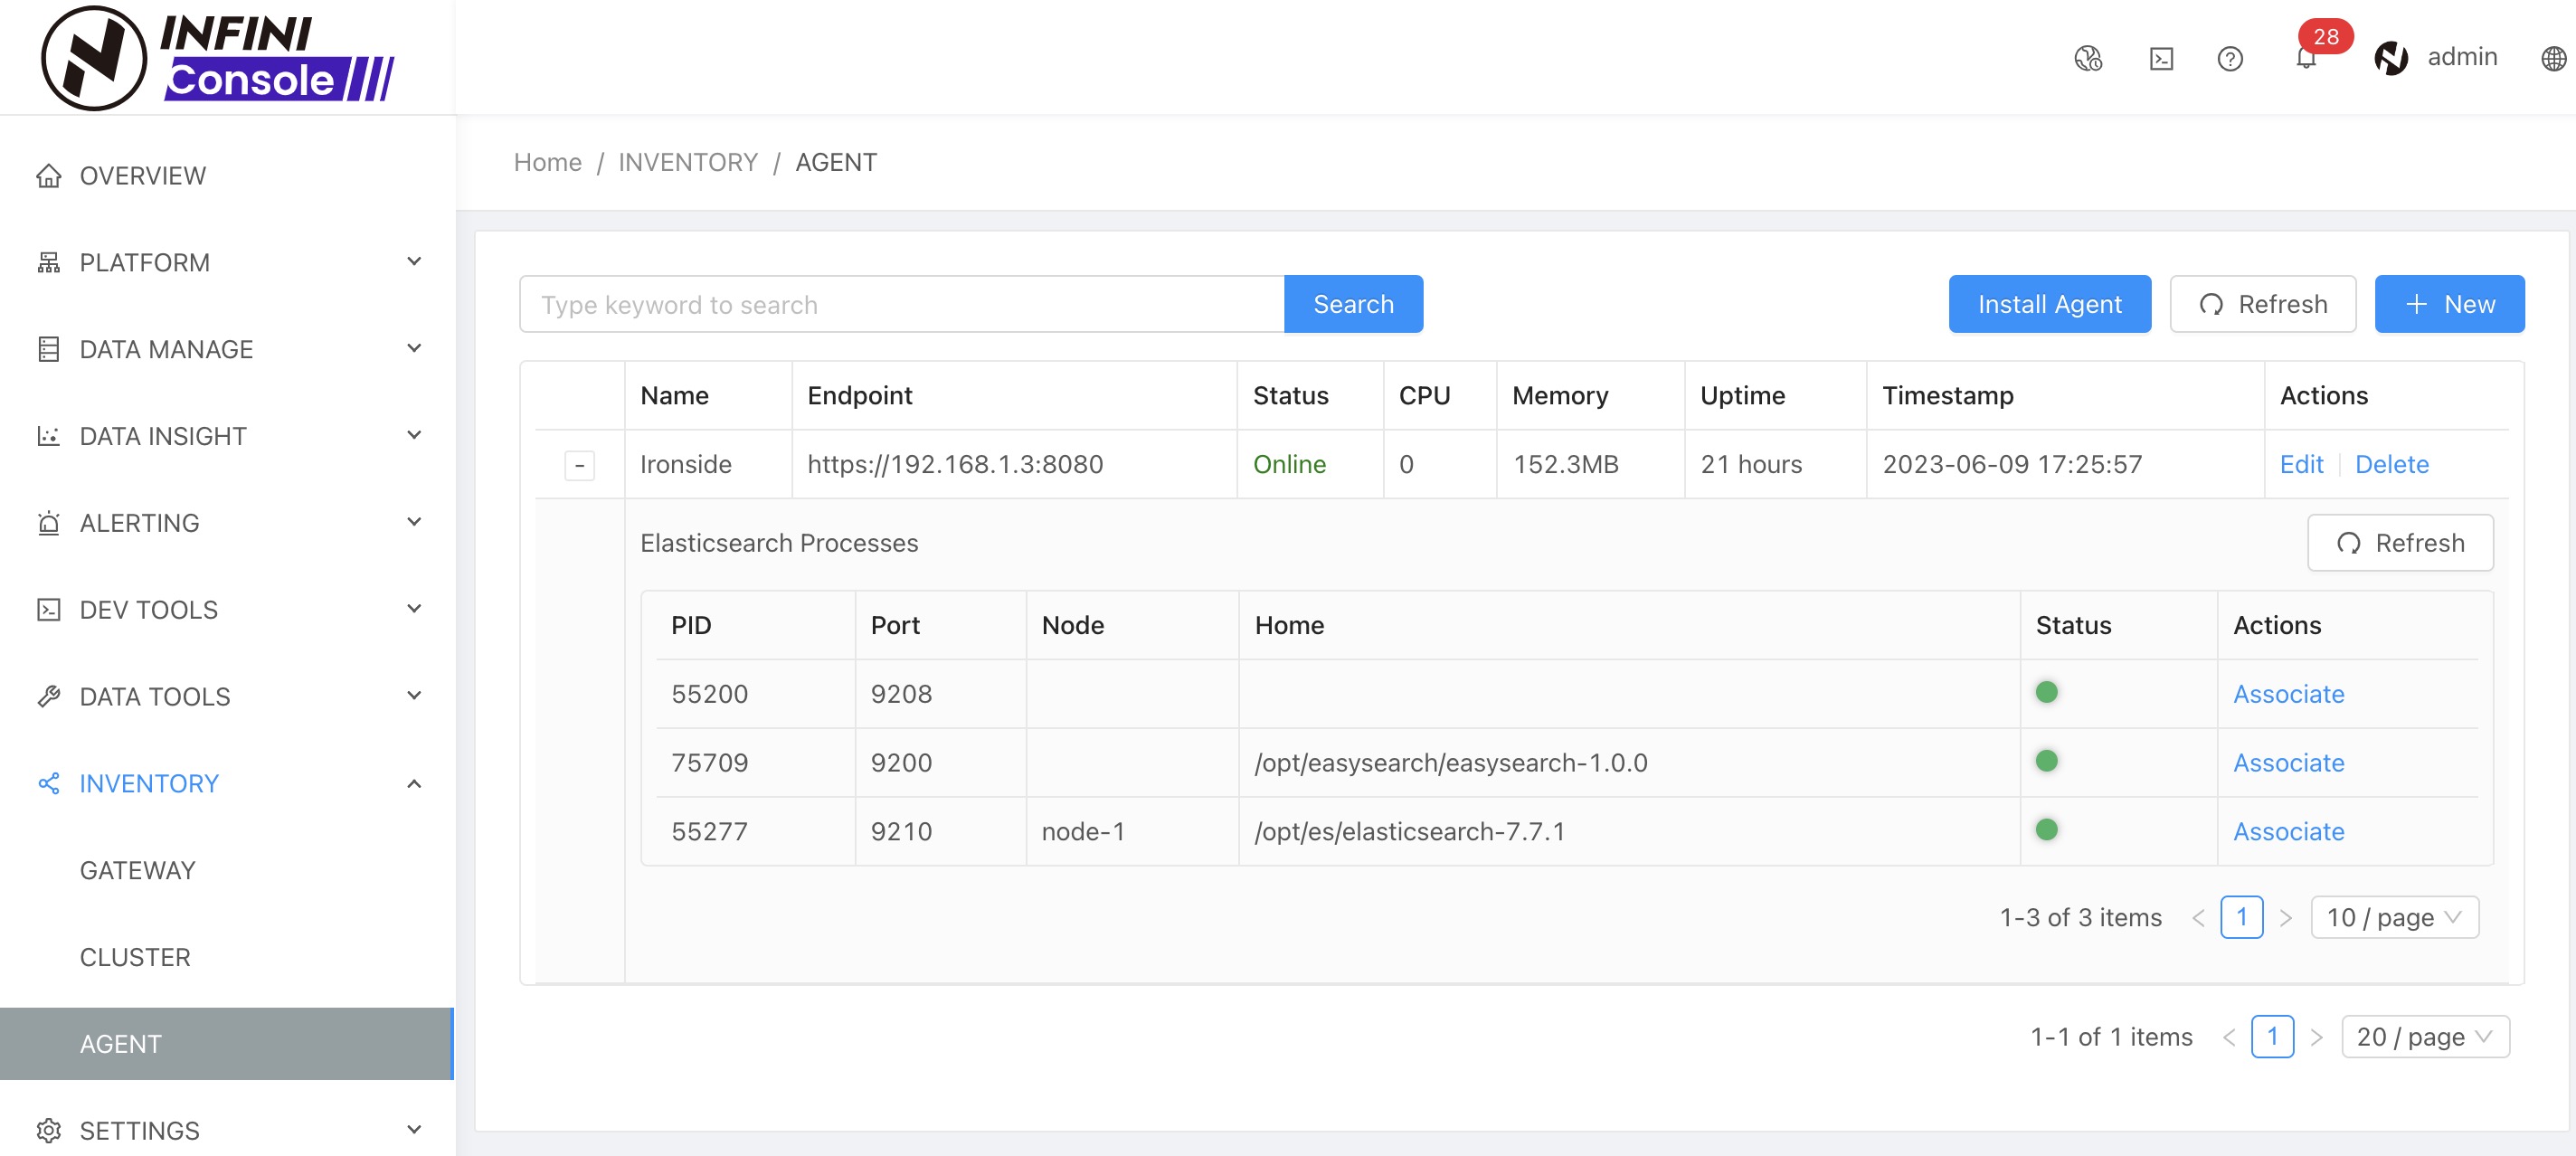 INFINI
Console
28
admin
OVERVIEW
PLATFORM
DATA MANAGE
DATA INSIGHT
ALERTING
DEV TOOLS
DATA TOOLS
INVENTORY
GATEWAY
CLUSTER
AGENT
SETTINGS
Home / INVENTORY / AGENT
Type keyword to search Search Install Agent Refresh + New
Name Endpoint Status CPU Memory Uptime Timestamp Actions
- Ironside https://192.168.1.3:8080 Online 0 152.3MB 21 hours 2023-06-09 17:25:57 Edit | Delete
Elasticsearch Processes Refresh
PID Port Node Home Status Actions
55200 9208 Associate
75709 9200 /opt/easysearch/easysearch-1.0.0 Associate
55277 9210 node-1 /opt/es/elasticsearch-7.7.1 Associate
1-3 of 3 items < 1 > 10 / page
1-1 of 1 items < 1 > 20 / page